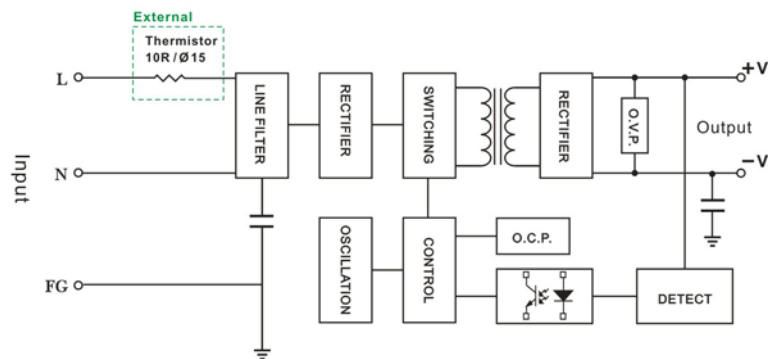 External
Thermistor
10R/Ø15
L
LINE FILTER
RECTIFIER
SWITCHING
RECTIFIER
O.V.P.
+V
Output
Input
N
–V
OSCILLATION
CONTROL
O.C.P.
FG
DETECT